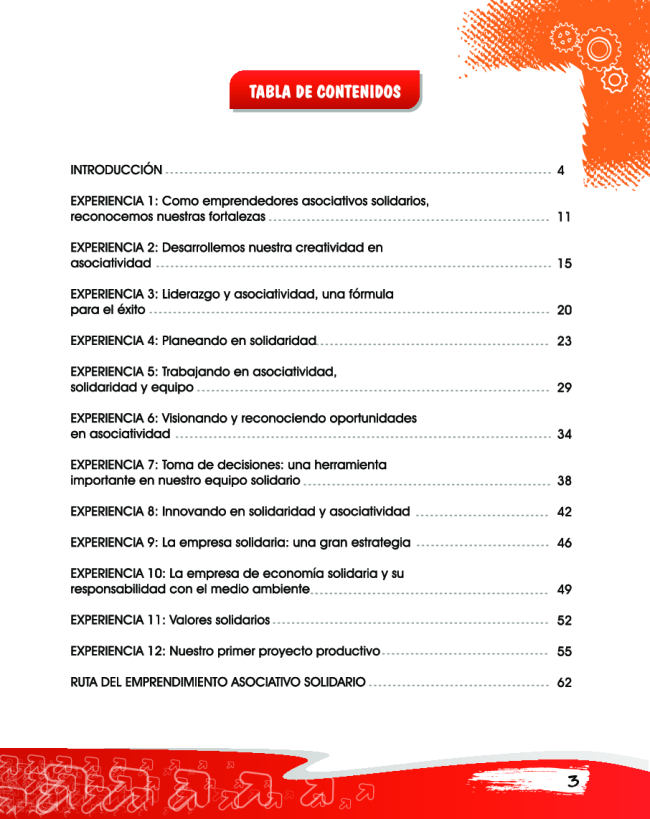 TABLA DE CONTENIDOS
INTRODUCCIÓN 4
EXPERIENCIA 1: Como emprendedores asociativos solidarios,
reconocemos nuestras fortalezas 11
EXPERIENCIA 2: Desarrollemos nuestra creatividad en
asociatividad 15
EXPERIENCIA 3: Liderazgo y asociatividad, una fórmula
para el éxito 20
EXPERIENCIA 4: Planeando en solidaridad 23
EXPERIENCIA 5: Trabajando en asociatividad,
solidaridad y equipo 29
EXPERIENCIA 6: Visionando y reconociendo oportunidades
en asociatividad 34
EXPERIENCIA 7: Toma de decisiones: una herramienta
importante en nuestro equipo solidario 38
EXPERIENCIA 8: Innovando en solidaridad y asociatividad 42
EXPERIENCIA 9: La empresa solidaria: una gran estrategia 46
EXPERIENCIA 10: La empresa de economía solidaria y su
responsabilidad con el medio ambiente 49
EXPERIENCIA 11: Valores solidarios 52
EXPERIENCIA 12: Nuestro primer proyecto productivo 55
RUTA DEL EMPRENDIMIENTO ASOCIATIVO SOLIDARIO 62
3